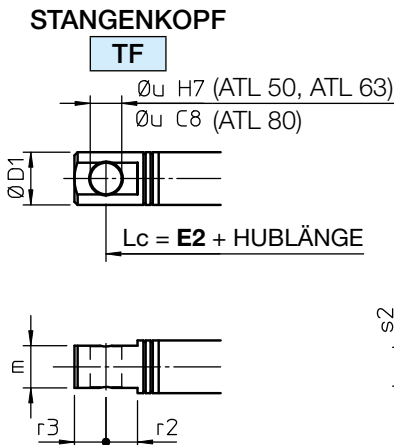 STANGENKOPF
TF
Øu H7 (ATL 50, ATL 63)
Øu C8 (ATL 80)
ØD1
Lc = E2 + HUBLÄNGE
s2
m
r3
r2